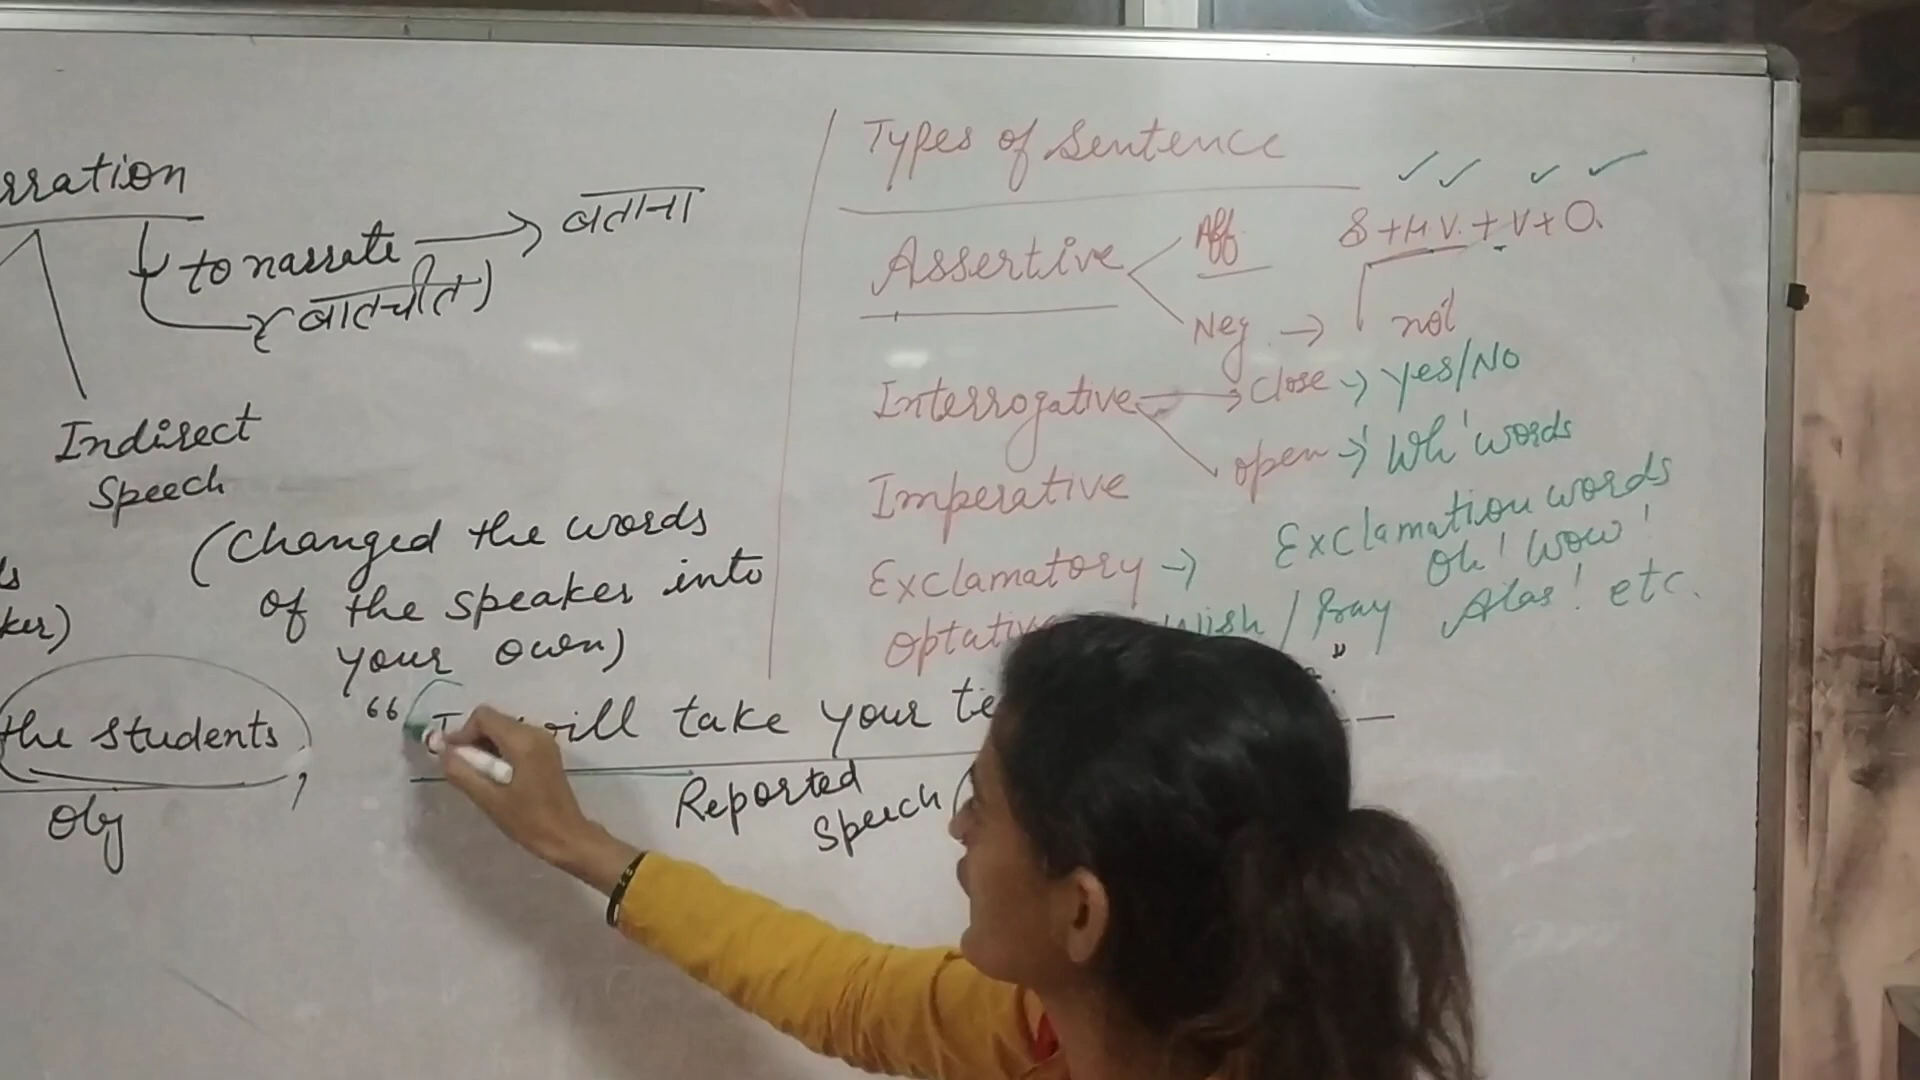 rration
to narrate → बताना
(बातचीत)
Indirect
Speech
(Changed the words
of the speaker into
your own)
ker)
the students,
Obj
"I will take your te
"
Reported
Speech (
Types of Sentence
Assertive
Aff.
S + H.V. + V + O.
Neg. → not
Interrogative → Close → Yes/No
open → Wh' words
Imperative
Exclamatory → Exclamation words
Oh! Wow!
Alas! etc.
Optative Wish / Pray